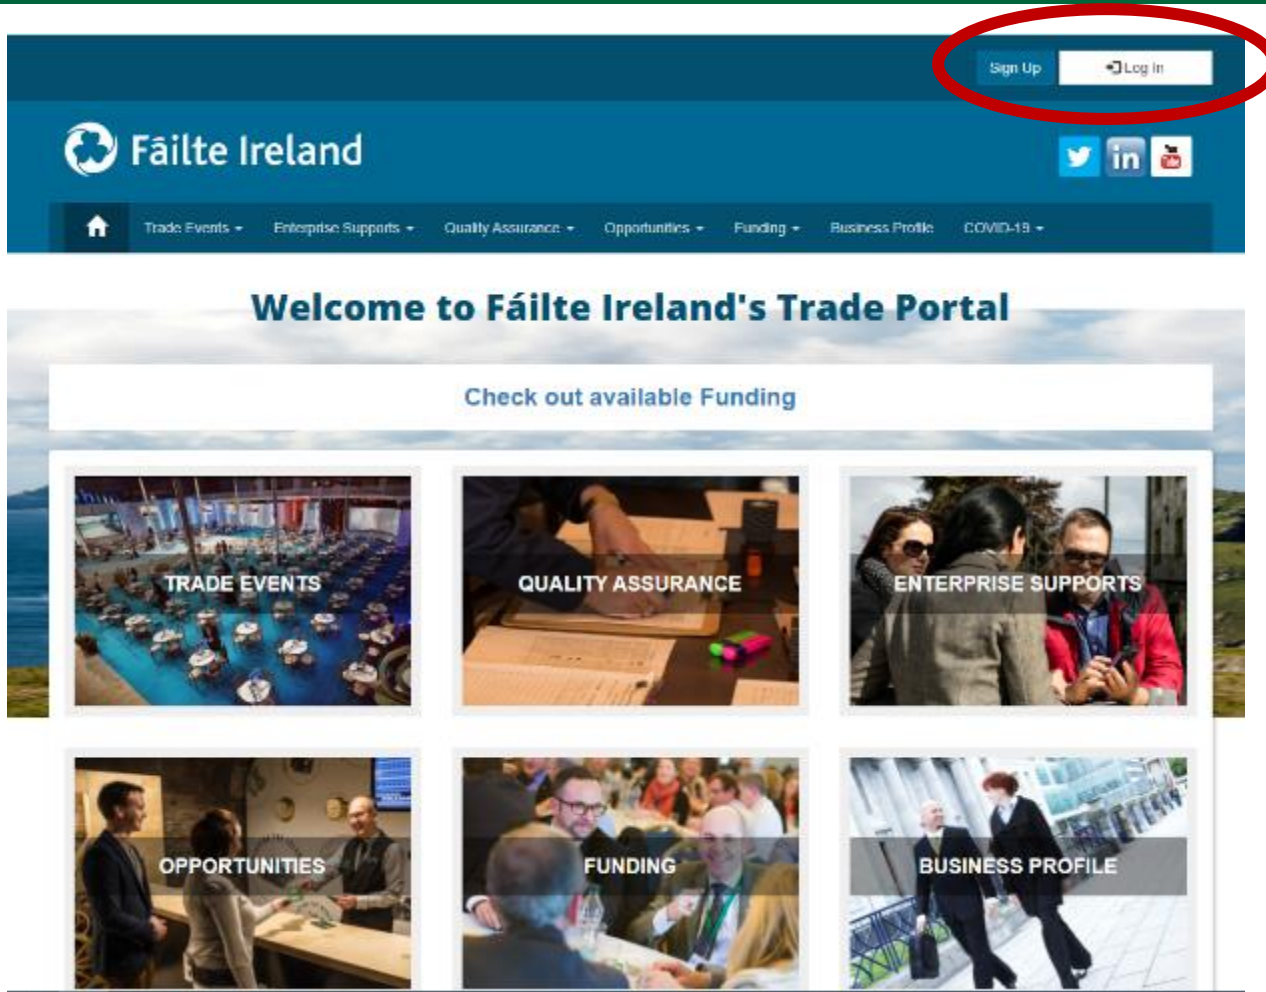 Sign Up
Log In
Fáilte Ireland
in
Trade Events
Enterprise Supports
Quality Assurance
Opportunities
Funding
Business Profile
COVID-19
Welcome to Fáilte Ireland's Trade Portal
Check out available Funding
TRADE EVENTS
QUALITY ASSURANCE
ENTERPRISE SUPPORTS
OPPORTUNITIES
FUNDING
BUSINESS PROFILE